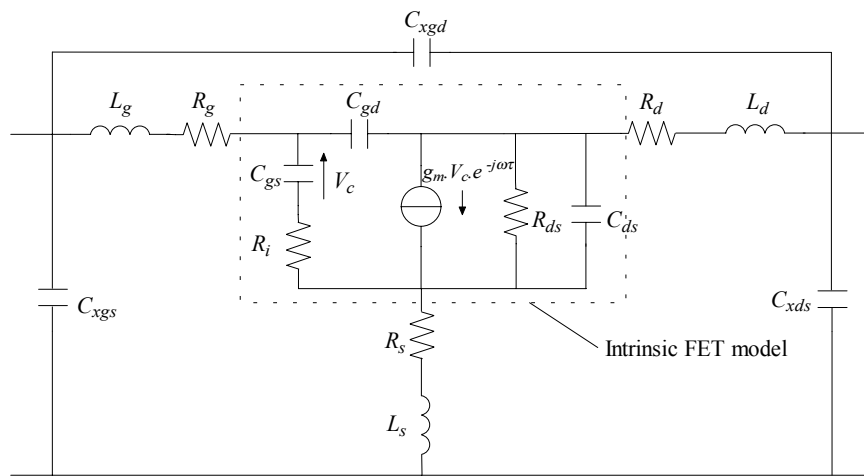 C_xgd
L_g
R_g
C_gd
R_d
L_d
C_gs
V_c
g_m.V_c.e^-jωτ
R_ds
C_ds
R_i
C_xgs
C_xds
R_s
Intrinsic FET model
L_s